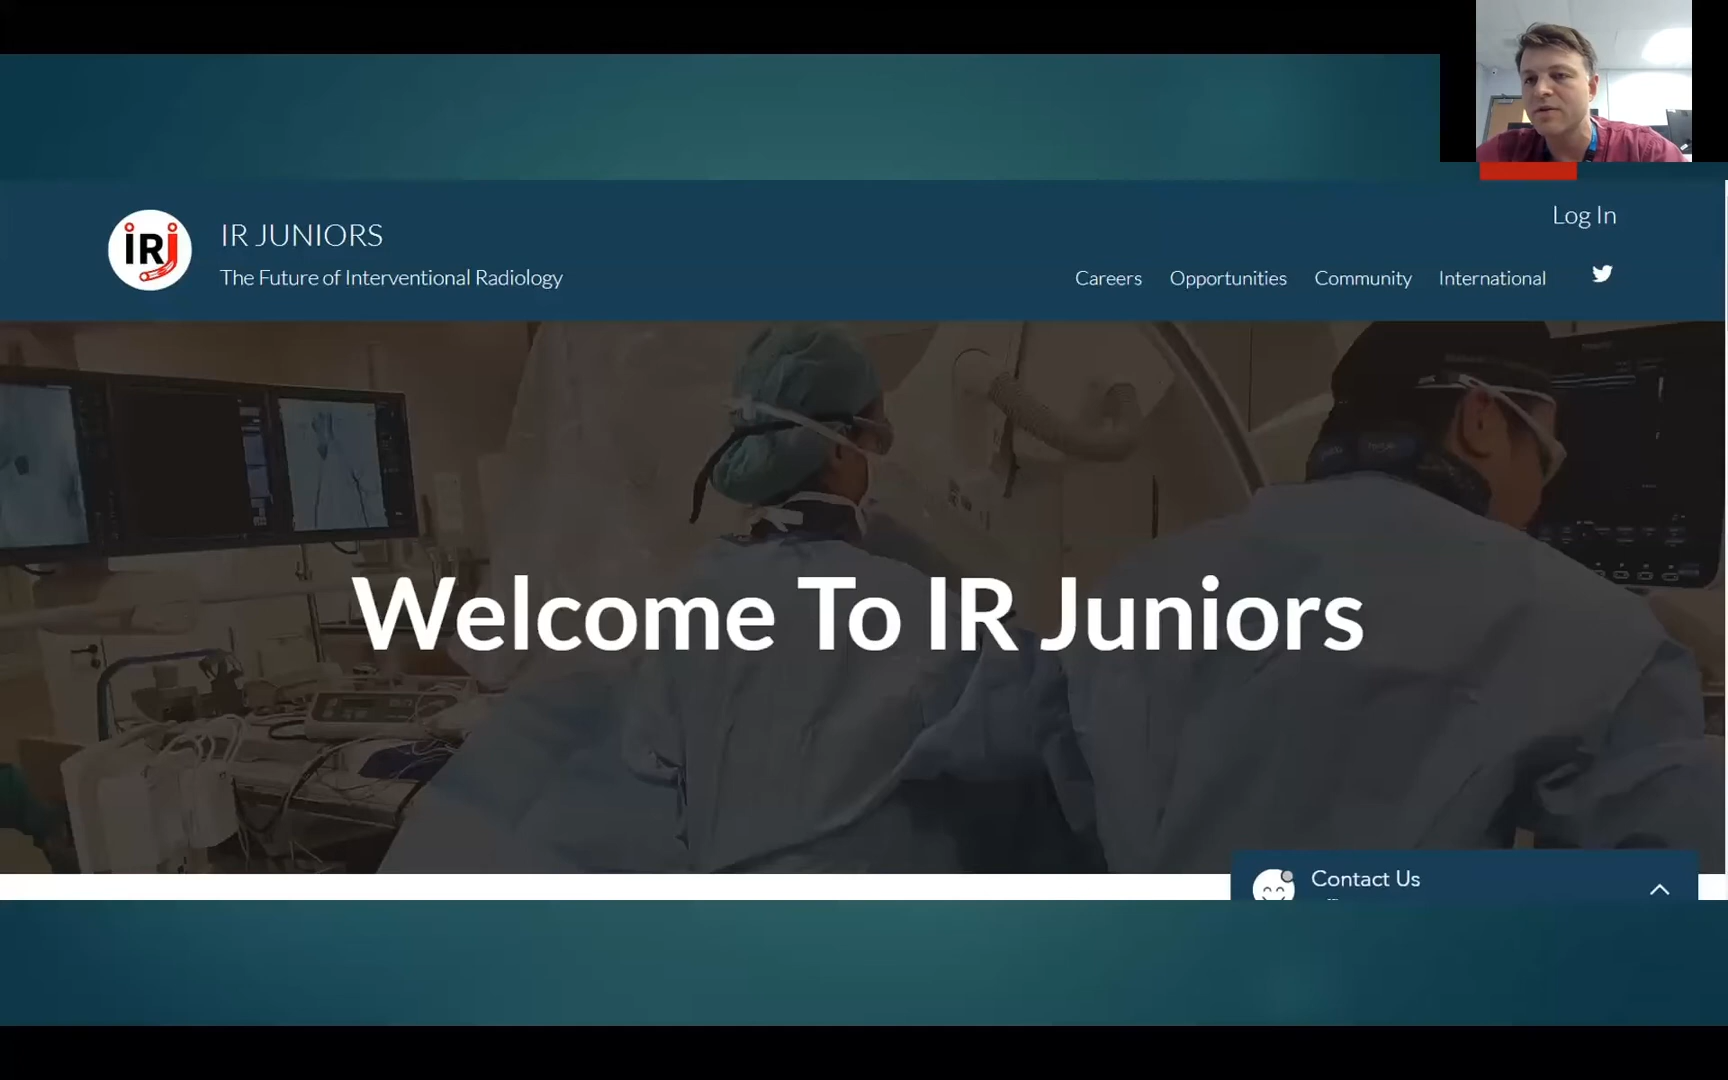 IRJ
IR JUNIORS
The Future of Interventional Radiology
Log In
Careers Opportunities Community International
Welcome To IR Juniors
Contact Us